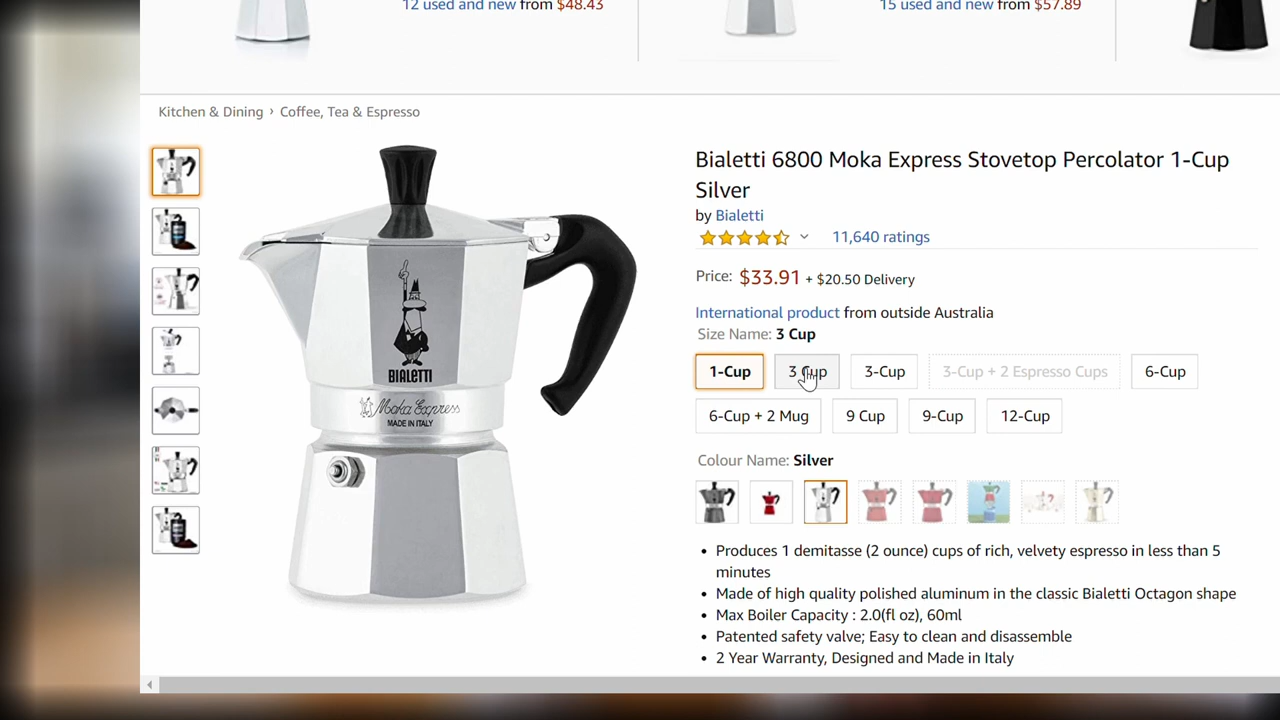 12 used and new from $48.43
15 used and new from $57.89
Kitchen & Dining › Coffee, Tea & Espresso
Bialetti 6800 Moka Express Stovetop Percolator 1-Cup
Silver
by Bialetti
11,640 ratings
Price: $33.91 + $20.50 Delivery
International product from outside Australia
Size Name: 3 Cup
1-Cup
3 Cup
3-Cup
3-Cup + 2 Espresso Cups
6-Cup
6-Cup + 2 Mug
9 Cup
9-Cup
12-Cup
Colour Name: Silver
Produces 1 demitasse (2 ounce) cups of rich, velvety espresso in less than 5
minutes
Made of high quality polished aluminum in the classic Bialetti Octagon shape
Max Boiler Capacity : 2.0(fl oz), 60ml
Patented safety valve; Easy to clean and disassemble
2 Year Warranty, Designed and Made in Italy
BIALETTI
Moka Express
MADE IN ITALY